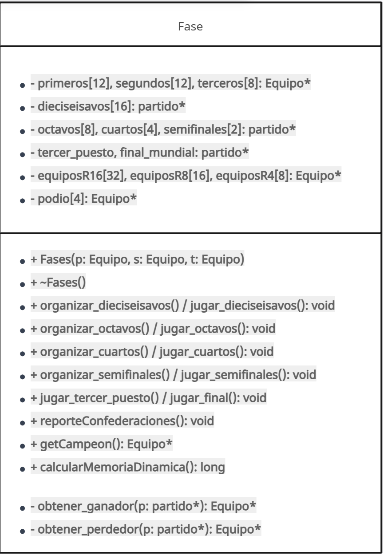 Fase
- primeros[12], segundos[12], terceros[8]: Equipo*
- dieciseisavos[16]: partido*
- octavos[8], cuartos[4], semifinales[2]: partido*
- tercer_puesto, final_mundial: partido*
- equiposR16[32], equiposR8[16], equiposR4[8]: Equipo*
- podio[4]: Equipo*
+ Fases(p: Equipo, s: Equipo, t: Equipo)
+ ~Fases()
+ organizar_dieciseisavos() / jugar_dieciseisavos(): void
+ organizar_octavos() / jugar_octavos(): void
+ organizar_cuartos() / jugar_cuartos(): void
+ organizar_semifinales() / jugar_semifinales(): void
+ jugar_tercer_puesto() / jugar_final(): void
+ reporteConfederaciones(): void
+ getCampeon(): Equipo*
+ calcularMemoriaDinamica(): long
- obtener_ganador(p: partido*): Equipo*
- obtener_perdedor(p: partido*): Equipo*